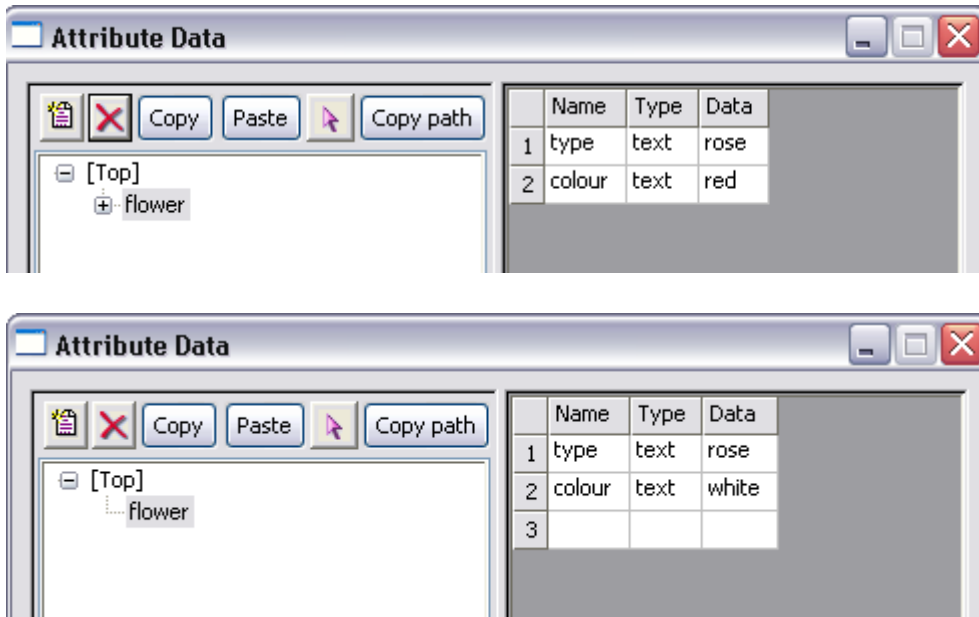 Attribute Data
Copy Paste Copy path
Name Type Data
1 type text rose
2 colour text red
[Top]
flower
Attribute Data
Copy Paste Copy path
Name Type Data
1 type text rose
2 colour text white
3
[Top]
flower